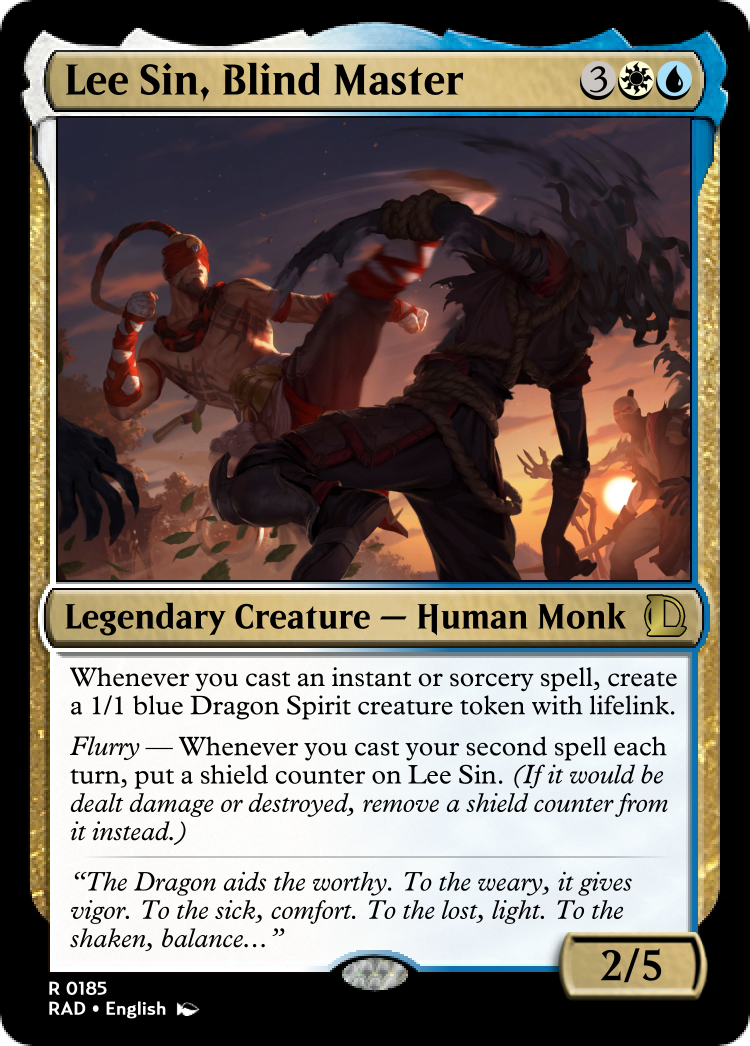 Lee Sin, Blind Master 3
Legendary Creature — Human Monk
Whenever you cast an instant or sorcery spell, create
a 1/1 blue Dragon Spirit creature token with lifelink.
Flurry — Whenever you cast your second spell each
turn, put a shield counter on Lee Sin. (If it would be
dealt damage or destroyed, remove a shield counter from
it instead.)
“The Dragon aids the worthy. To the weary, it gives
vigor. To the sick, comfort. To the lost, light. To the
shaken, balance…”
2/5
R 0185
RAD • English